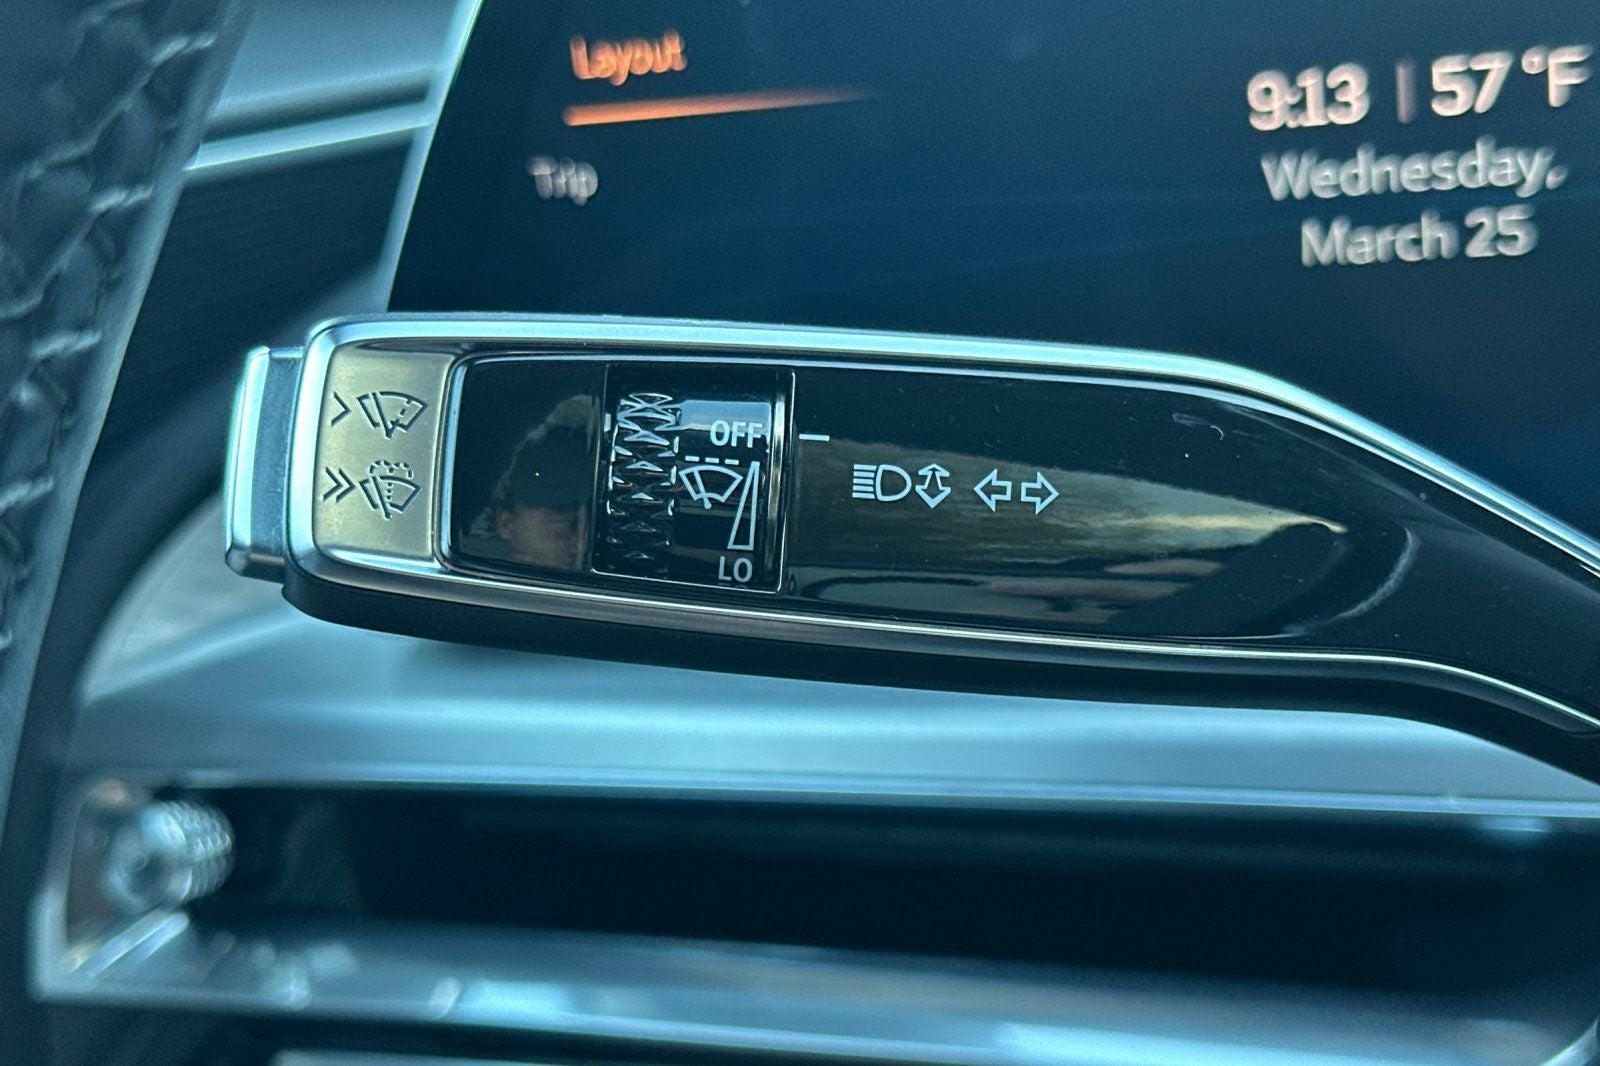 Layout
Trip
9:13 | 57 °F
Wednesday,
March 25
OFF
LO